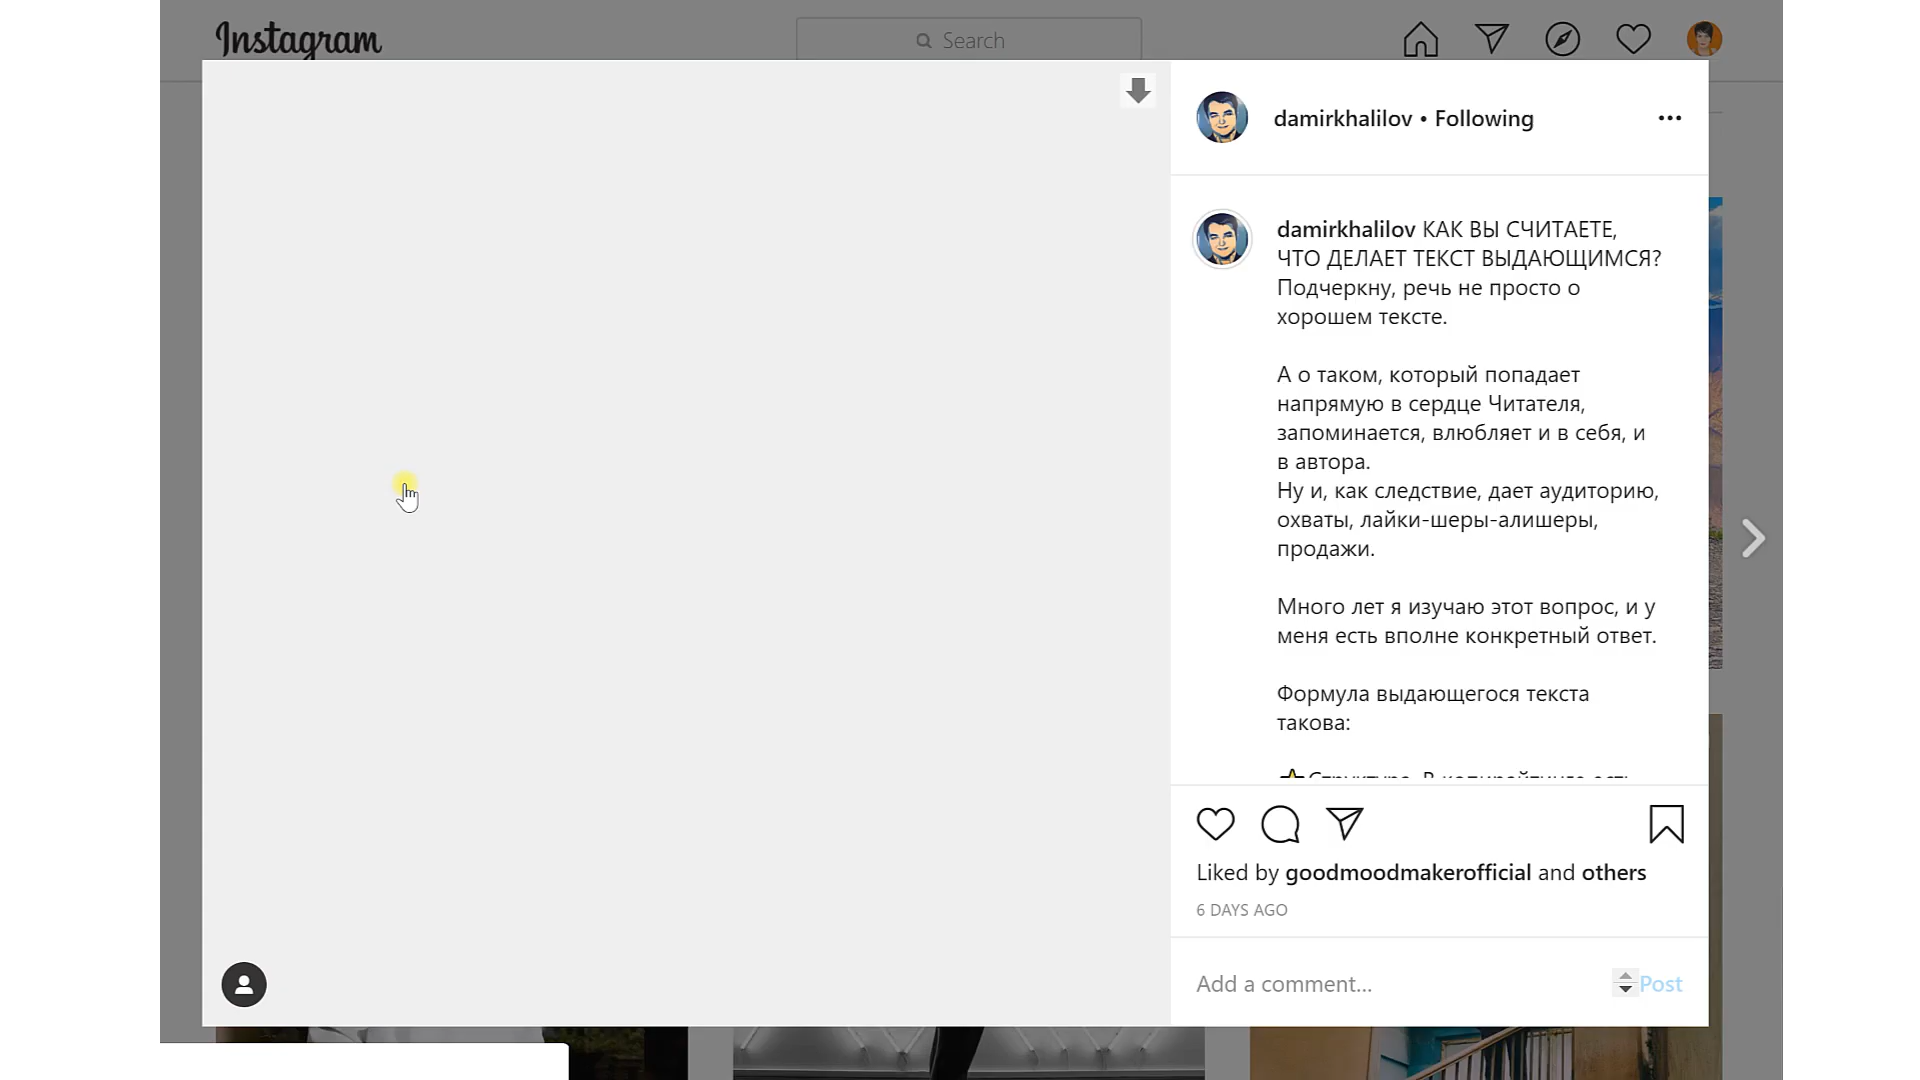 Instagram
Search
damirkhalilov • Following
damirkhalilov КАК ВЫ СЧИТАЕТЕ,
ЧТО ДЕЛАЕТ ТЕКСТ ВЫДАЮЩИМСЯ?
Подчеркну, речь не просто о
хорошем тексте.
А о таком, который попадает
напрямую в сердце Читателя,
запоминается, влюбляет и в себя, и
в автора.
Ну и, как следствие, дает аудиторию,
охваты, лайки-шеры-алишеры,
продажи.
Много лет я изучаю этот вопрос, и у
меня есть вполне конкретный ответ.
Формула выдающегося текста
такова:
Liked by goodmoodmakerofficial and others
6 DAYS AGO
Add a comment...
Post